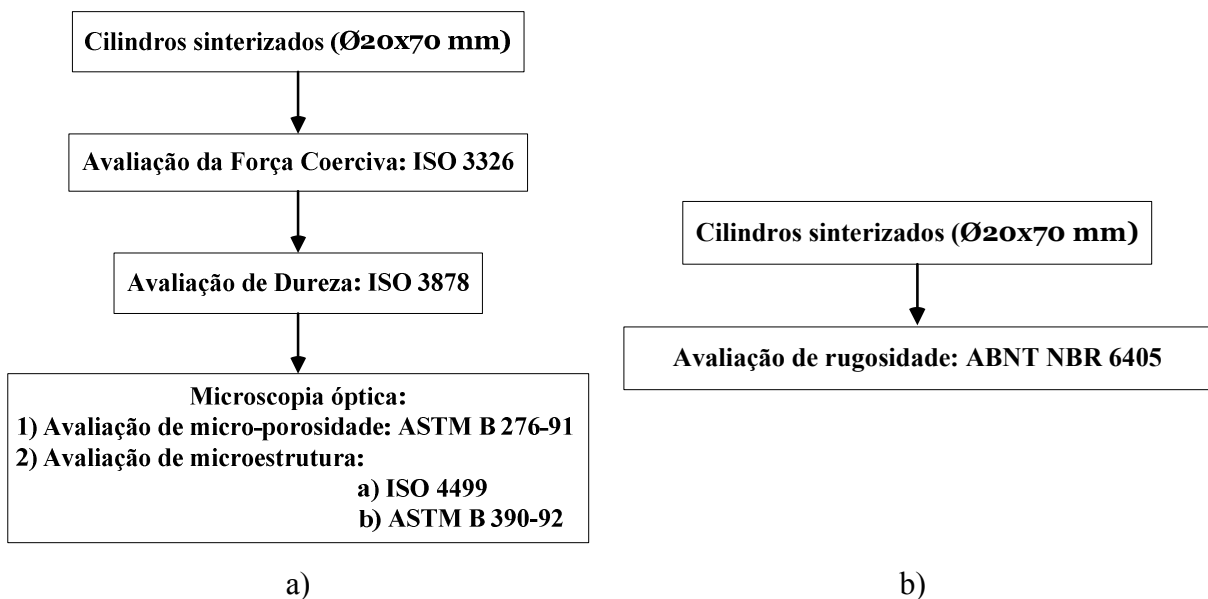 Cilindros sinterizados (Ø20x70 mm)
Avaliação da Força Coerciva: ISO 3326
Avaliação de Dureza: ISO 3878
Microscopia óptica:
1) Avaliação de micro-porosidade: ASTM B 276-91
2) Avaliação de microestrutura:
a) ISO 4499
b) ASTM B 390-92
a)
Cilindros sinterizados (Ø20x70 mm)
Avaliação de rugosidade: ABNT NBR 6405
b)